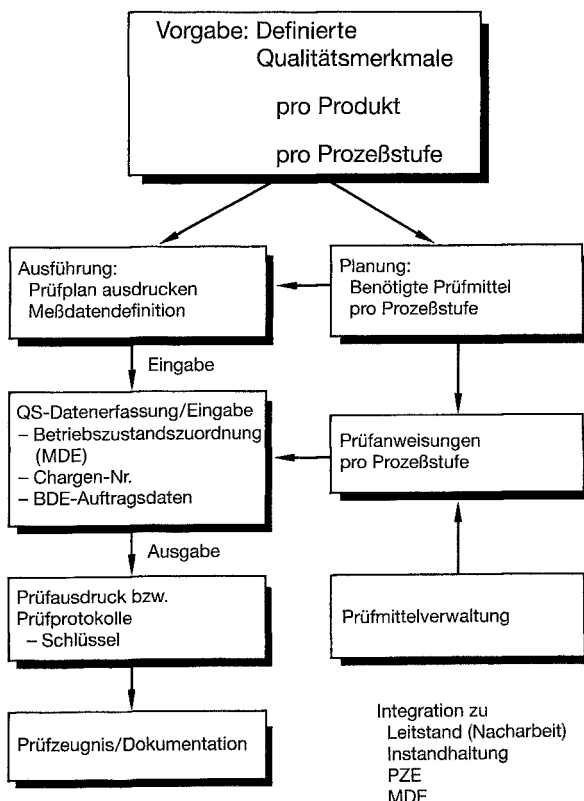 Vorgabe: Definierte
Qualitätsmerkmale
pro Produkt
pro Prozeßstufe
Ausführung:
Prüfplan ausdrucken
Meßdatendefinition
Planung:
Benötigte Prüfmittel
pro Prozeßstufe
Eingabe
QS-Datenerfassung/Eingabe
– Betriebszustandszuordnung
(MDE)
– Chargen-Nr.
– BDE-Auftragsdaten
Prüfanweisungen
pro Prozeßstufe
Ausgabe
Prüfausdruck bzw.
Prüfprotokolle
– Schlüssel
Prüfmittelverwaltung
Prüfzeugnis/Dokumentation
Integration zu
Leitstand (Nacharbeit)
Instandhaltung
PZE
MDE